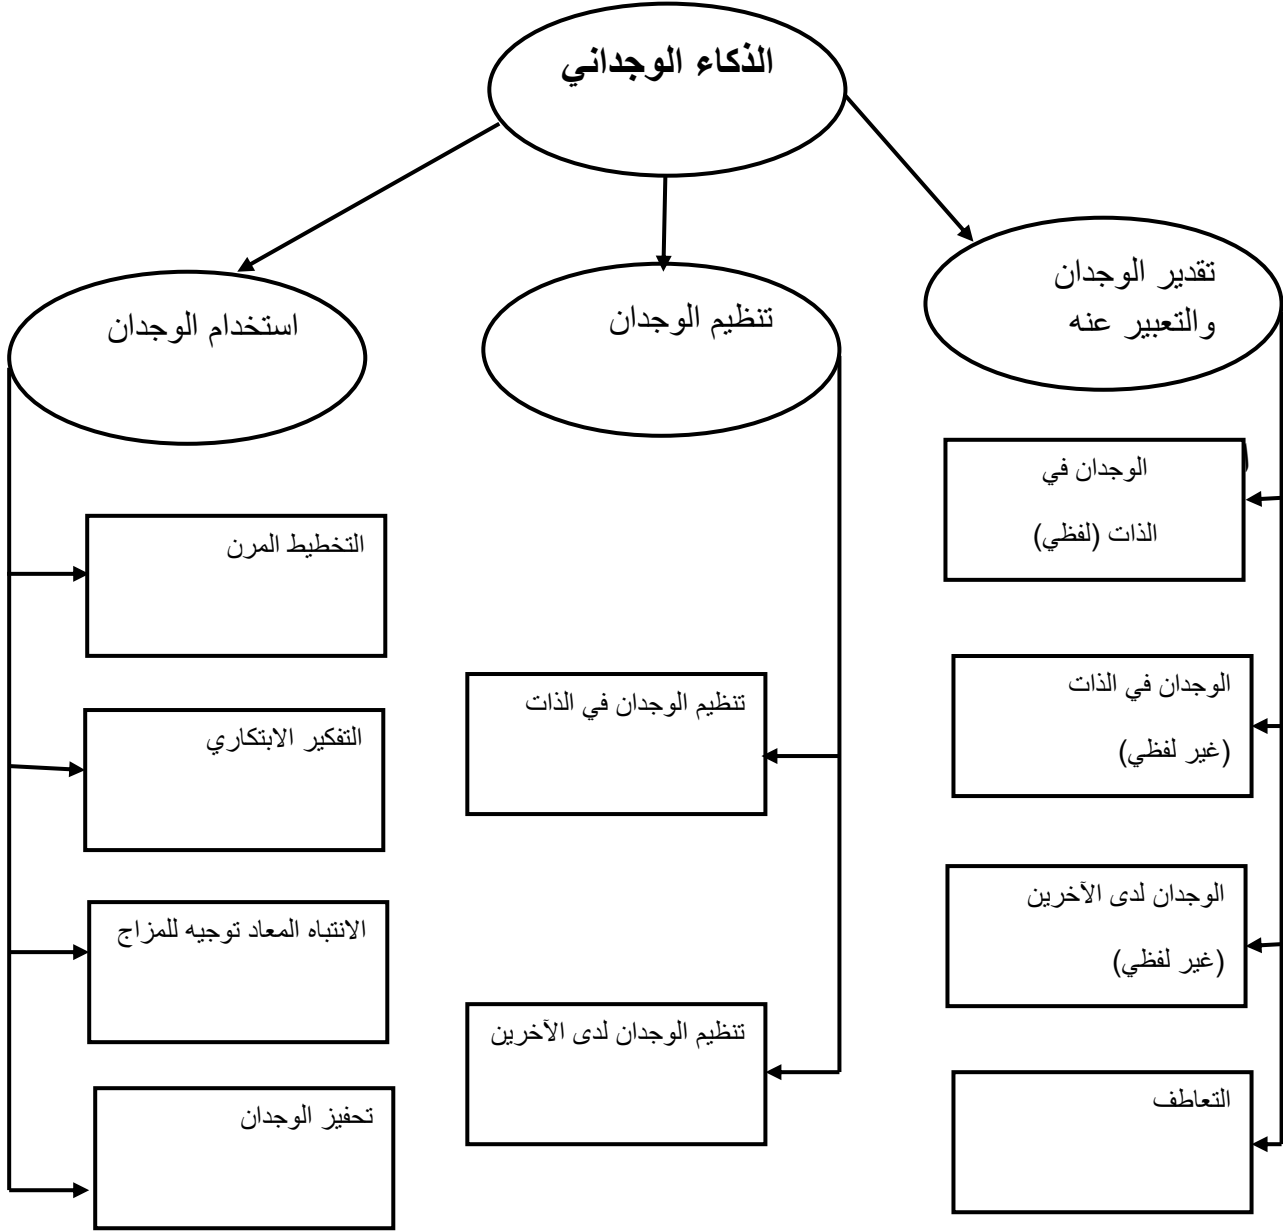 الذكاء الوجداني
تقدير الوجدان
والتعبير عنه
تنظيم الوجدان
استخدام الوجدان
الوجدان في
الذات (لفظي)
الوجدان في الذات
(غير لفظي)
الوجدان لدى الآخرين
(غير لفظي)
التعاطف
تنظيم الوجدان في الذات
تنظيم الوجدان لدى الآخرين
التخطيط المرن
التفكير الابتكاري
الانتباه المعاد توجيه للمزاج
تحفيز الوجدان